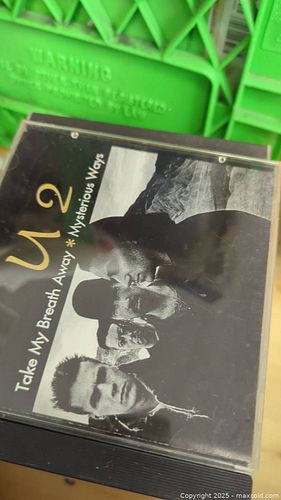 WARNING
U2
Take My Breath Away * Mysterious Ways
Copyright © 2025 - maxsold.com